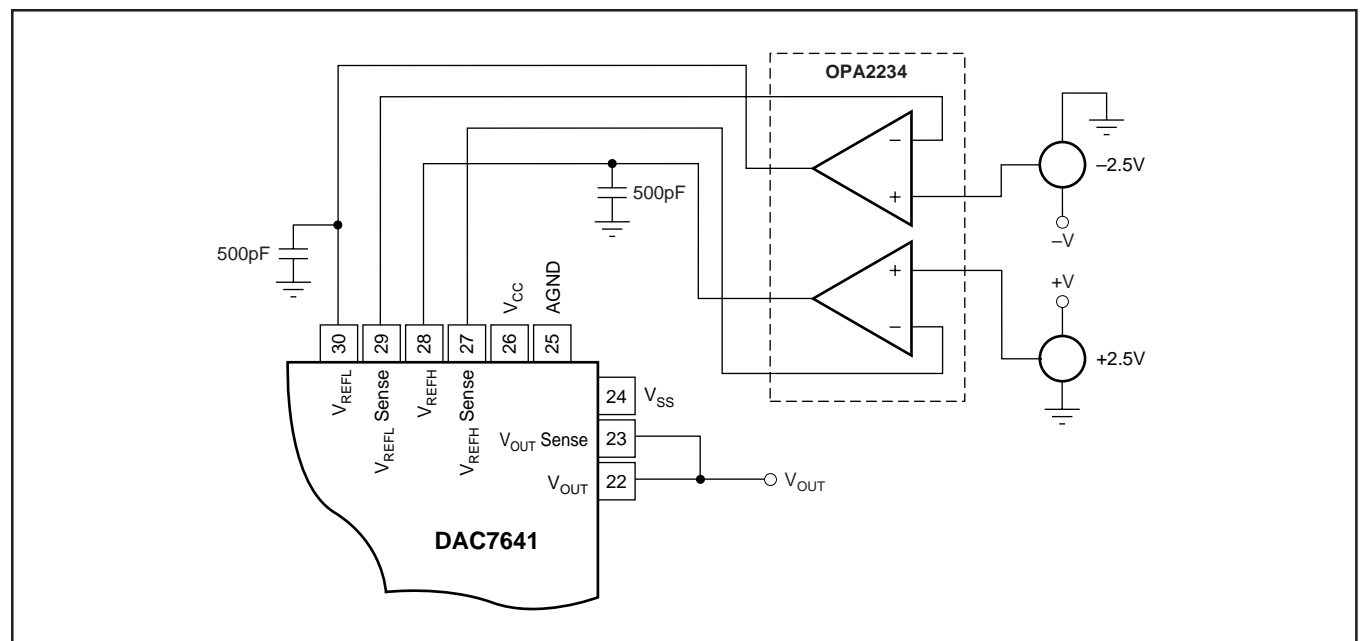 OPA2234
−
+
−2.5V
−V
500pF
500pF
+V
+
−
+2.5V
30
29
28
27
26
25
VCC
AGND
VREFL
VREFL Sense
VREFH
VREFH Sense
24 VSS
VOUT Sense 23
VOUT 22
VOUT
DAC7641